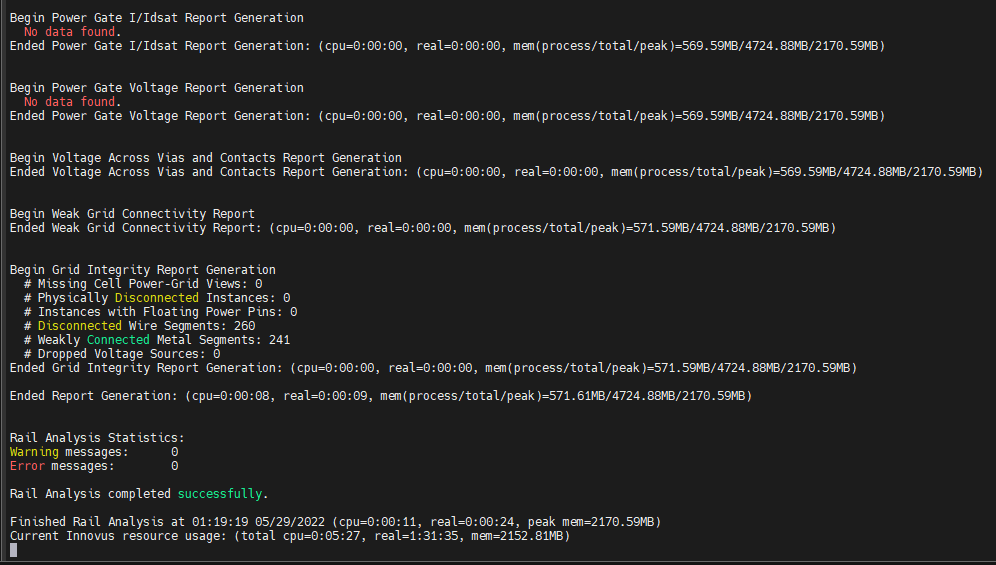 Begin Power Gate I/Idsat Report Generation
No data found.
Ended Power Gate I/Idsat Report Generation: (cpu=0:00:00, real=0:00:00, mem(process/total/peak)=569.59MB/4724.88MB/2170.59MB)
Begin Power Gate Voltage Report Generation
No data found.
Ended Power Gate Voltage Report Generation: (cpu=0:00:00, real=0:00:00, mem(process/total/peak)=569.59MB/4724.88MB/2170.59MB)
Begin Voltage Across Vias and Contacts Report Generation
Ended Voltage Across Vias and Contacts Report Generation: (cpu=0:00:00, real=0:00:00, mem(process/total/peak)=569.59MB/4724.88MB/2170.59MB)
Begin Weak Grid Connectivity Report
Ended Weak Grid Connectivity Report: (cpu=0:00:00, real=0:00:00, mem(process/total/peak)=571.59MB/4724.88MB/2170.59MB)
Begin Grid Integrity Report Generation
# Missing Cell Power-Grid Views: 0
# Physically Disconnected Instances: 0
# Instances with Floating Power Pins: 0
# Disconnected Wire Segments: 260
# Weakly Connected Metal Segments: 241
# Dropped Voltage Sources: 0
Ended Grid Integrity Report Generation: (cpu=0:00:00, real=0:00:00, mem(process/total/peak)=571.59MB/4724.88MB/2170.59MB)
Ended Report Generation: (cpu=0:00:08, real=0:00:09, mem(process/total/peak)=571.61MB/4724.88MB/2170.59MB)
Rail Analysis Statistics:
Warning messages: 0
Error messages: 0
Rail Analysis completed successfully.
Finished Rail Analysis at 01:19:19 05/29/2022 (cpu=0:00:11, real=0:00:24, peak mem=2170.59MB)
Current Innovus resource usage: (total cpu=0:05:27, real=1:31:35, mem=2152.81MB)